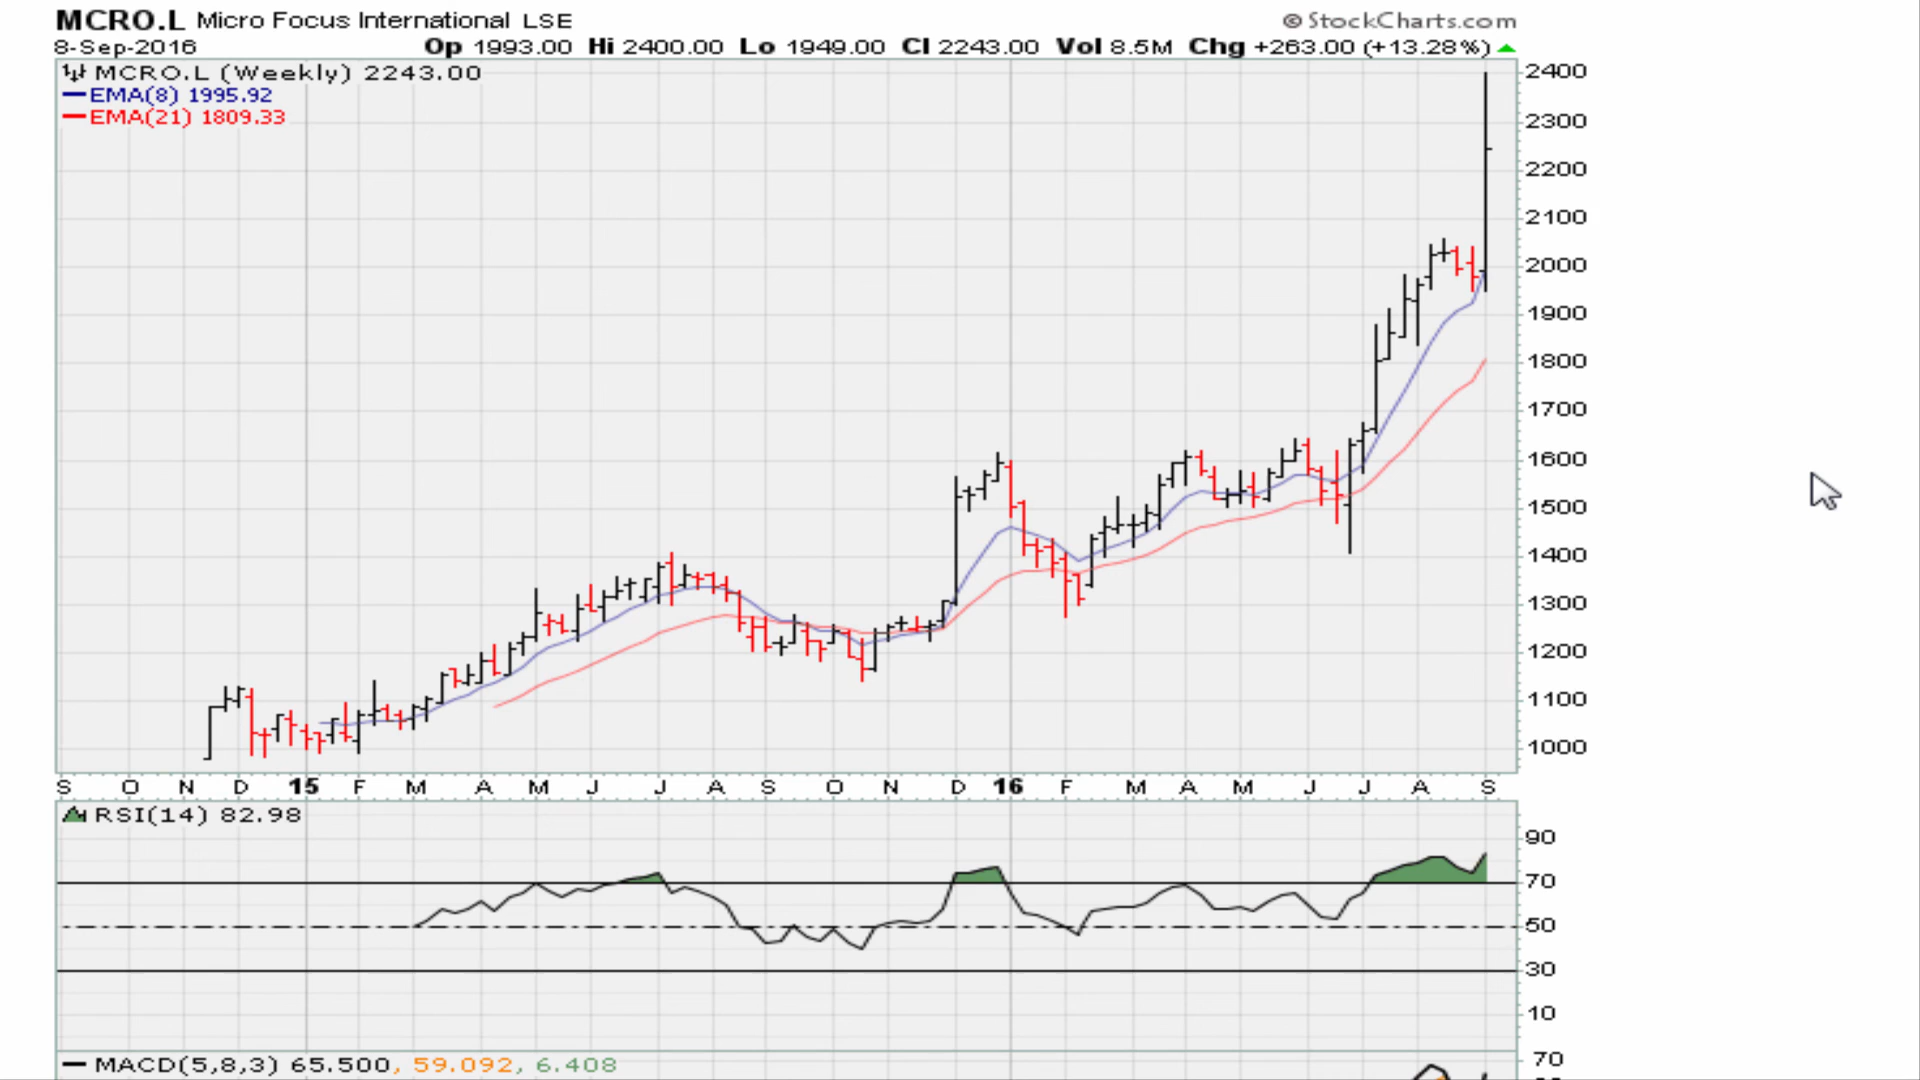 MCRO.L Micro Focus International LSE © StockCharts.com
8-Sep-2016 Op 1993.00 Hi 2400.00 Lo 1949.00 Cl 2243.00 Vol 8.5M Chg +263.00 (+13.28%)
MCRO.L (Weekly) 2243.00
EMA(8) 1995.92
EMA(21) 1809.33
2400
2300
2200
2100
2000
1900
1800
1700
1600
1500
1400
1300
1200
1100
1000
S O N D 15 F M A M J J A S O N D 16 F M A M J J A S
RSI(14) 82.98
90
70
50
30
10
MACD(5,8,3) 65.500, 59.092, 6.408
70